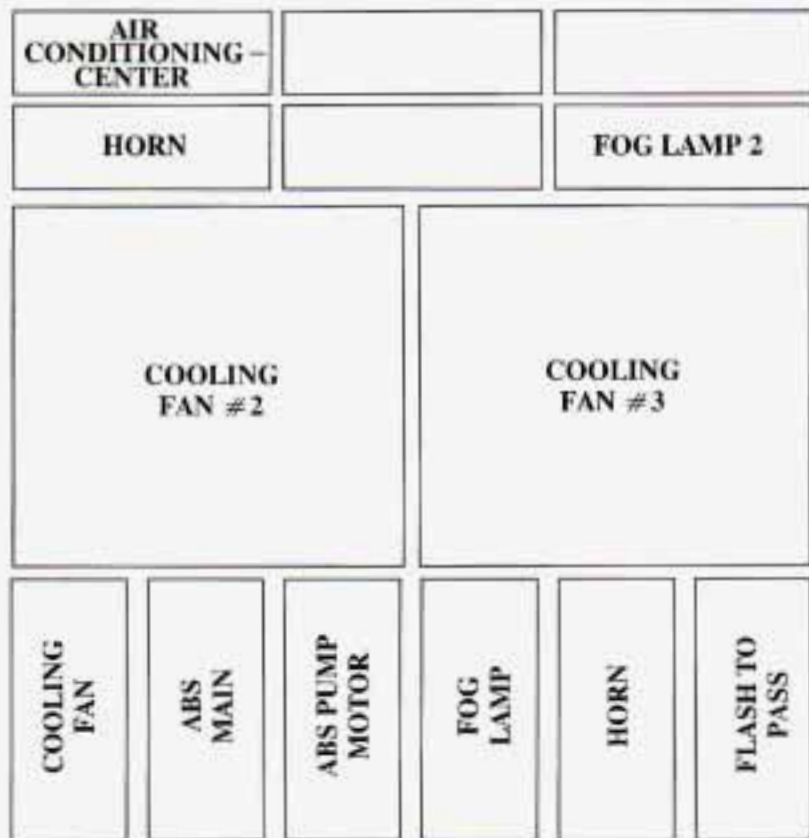 AIR
CONDITIONING –
CENTER
HORN
FOG LAMP 2
COOLING
FAN #2
COOLING
FAN #3
COOLING
FAN
ABS
MAIN
ABS PUMP
MOTOR
FOG
LAMP
HORN
FLASH TO
PASS